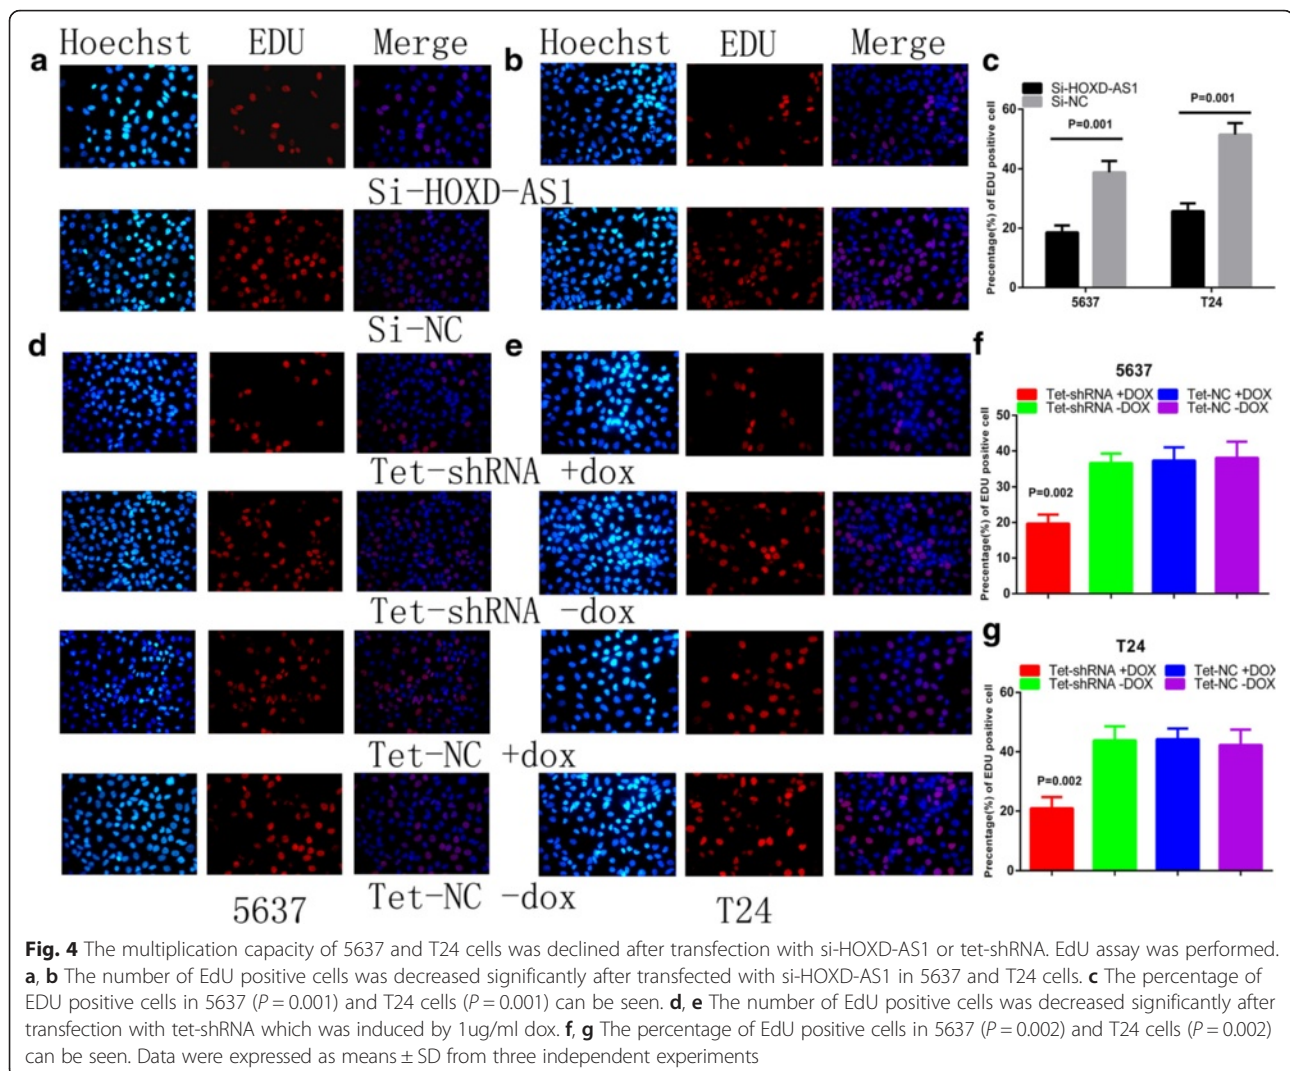 Hoechst EDU Merge Hoechst EDU Merge
a
b
Si-HOXD-AS1
Si-NC
c
Si-HOXD-AS1
Si-NC
P=0.001
P=0.001
Precentage(%) of EDU positive cell
60
40
20
0
5637 T24
d
e
Tet-shRNA +dox
Tet-shRNA -dox
Tet-NC +dox
Tet-NC -dox
5637
T24
f
5637
Tet-shRNA +DOX Tet-NC +DOX
Tet-shRNA -DOX Tet-NC -DOX
Precentage(%) of EDU positive cell
50
40
30
20
10
0
P=0.002
g
T24
Tet-shRNA +DOX Tet-NC +DOX
Tet-shRNA -DOX Tet-NC -DOX
Precentage(%) of EDU positive cell
60
40
20
0
P=0.002
Fig. 4 The multiplication capacity of 5637 and T24 cells was declined after transfection with si-HOXD-AS1 or tet-shRNA. EdU assay was performed.
a, b The number of EdU positive cells was decreased significantly after transfected with si-HOXD-AS1 in 5637 and T24 cells. c The percentage of
EDU positive cells in 5637 (P = 0.001) and T24 cells (P = 0.001) can be seen. d, e The number of EdU positive cells was decreased significantly after
transfection with tet-shRNA which was induced by 1ug/ml dox. f, g The percentage of EdU positive cells in 5637 (P = 0.002) and T24 cells (P = 0.002)
can be seen. Data were expressed as means ± SD from three independent experiments